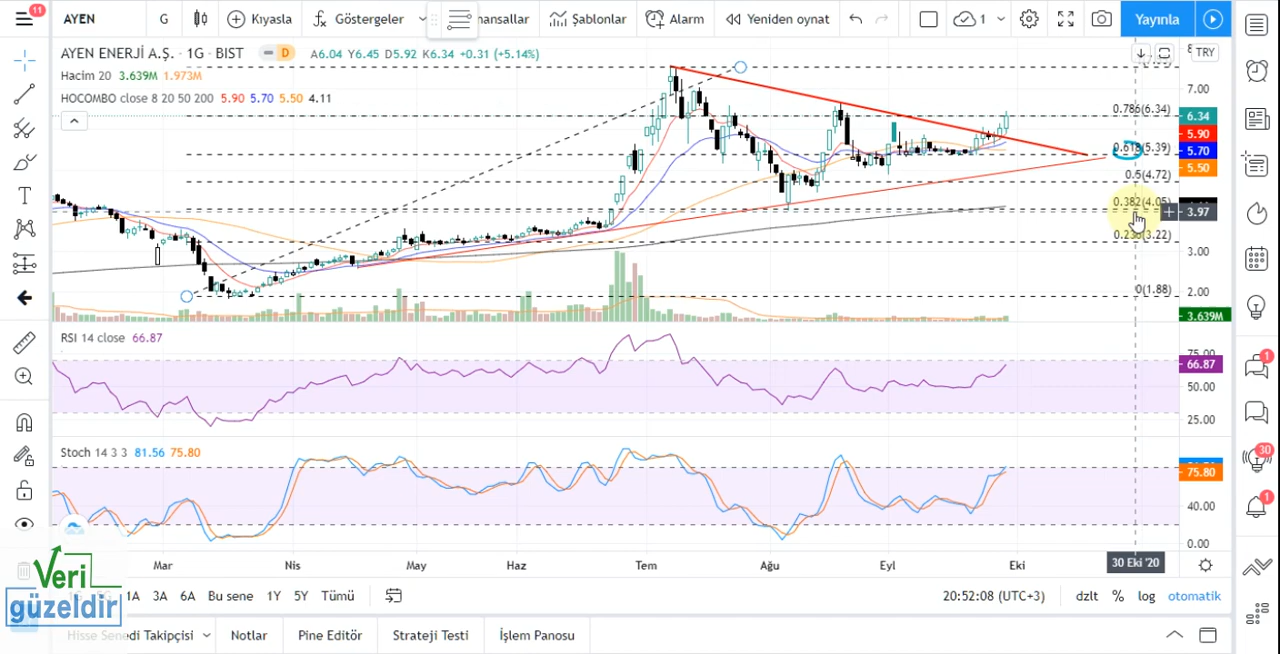 11
AYEN
G
Kıyasla
Göstergeler
nansallar
Şablonlar
Alarm
Yeniden oynat
1
Yayınla
AYEN ENERJİ A.Ş. · 1G · BIST
D
A6.04 Y6.45 D5.92 K6.34 +0.31 (+5.14%)
TRY
Hacim 20 3.639M 1.973M
HOCOMBO close 8 20 50 200 5.90 5.70 5.50 4.11
7.00
0.786(6.34)
6.34
5.90
0.618(5.39)
5.70
5.50
0.5(4.72)
0.382(4.05)
3.97
0.236(3.22)
3.00
0(1.88)
2.00
3.639M
RSI 14 close 66.87
75.00
66.87
50.00
25.00
Stoch 14 3 3 81.56 75.80
75.80
40.00
0.00
Mar
Nis
May
Haz
Tem
Ağu
Eyl
Eki
30 Eki '20
Veri
güzeldir
1A 3A 6A Bu sene 1Y 5Y Tümü
20:52:08 (UTC+3)
dzlt % log otomatik
Hisse Senedi Takipçisi
Notlar
Pine Editör
Strateji Testi
İşlem Panosu
1
30
1